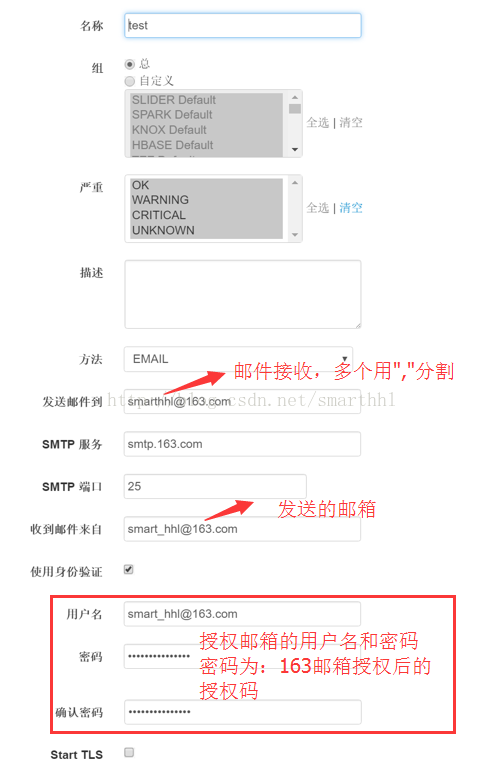 名称 test
组 总
自定义
SLIDER Default
SPARK Default
KNOX Default
HBASE Default
全选 | 清空
严重 OK
WARNING
CRITICAL
UNKNOWN
全选 | 清空
描述
方法 EMAIL
邮件接收，多个用","分割
发送邮件到 smarthhl@163.com
http://blog.csdn.net/smarthhl
SMTP 服务 smtp.163.com
SMTP 端口 25
发送的邮箱
收到邮件来自 smart_hhl@163.com
使用身份验证
用户名 smart_hhl@163.com
授权邮箱的用户名和密码
密码 •••••••••••••••
密码为：163邮箱授权后的
授权码
确认密码 •••••••••••••••
Start TLS